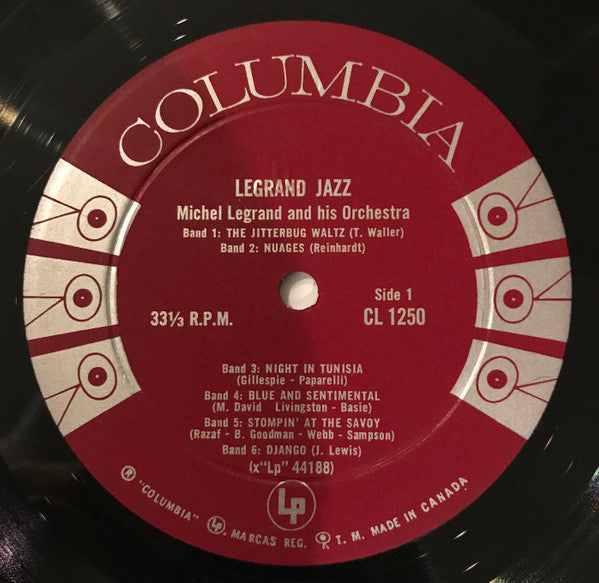 COLUMBIA
LEGRAND JAZZ
Michel Legrand and his Orchestra
Band 1: THE JITTERBUG WALTZ (T. Waller)
Band 2: NUAGES (Reinhardt)
33⅓ R.P.M.
Side 1
CL 1250
Band 3: NIGHT IN TUNISIA
(Gillespie - Paparelli)
Band 4: BLUE AND SENTIMENTAL
(M. David Livingston - Basie)
Band 5: STOMPIN' AT THE SAVOY
(Razaf - B. Goodman - Webb - Sampson)
Band 6: DJANGO (J. Lewis)
(x"Lp" 44188)
Lp
® "COLUMBIA" Lp. MARCAS REG. T. M. MADE IN CANADA